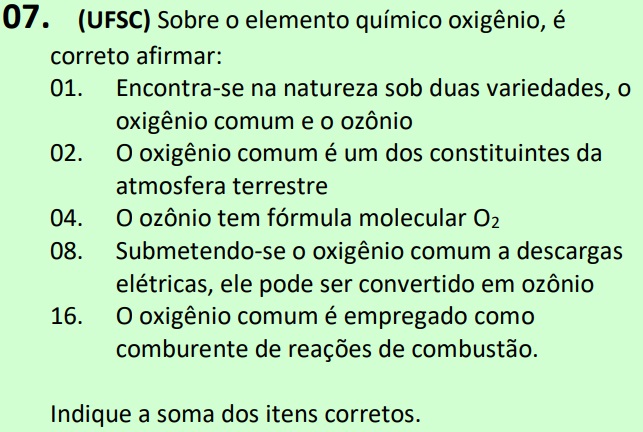 07. (UFSC) Sobre o elemento químico oxigênio, é
correto afirmar:
01. Encontra-se na natureza sob duas variedades, o
oxigênio comum e o ozônio
02. O oxigênio comum é um dos constituintes da
atmosfera terrestre
04. O ozônio tem fórmula molecular O₂
08. Submetendo-se o oxigênio comum a descargas
elétricas, ele pode ser convertido em ozônio
16. O oxigênio comum é empregado como
comburente de reações de combustão.
Indique a soma dos itens corretos.